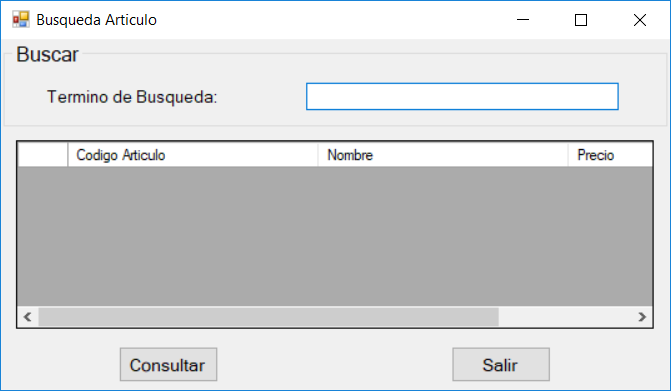 Busqueda Articulo
Buscar
Termino de Busqueda:
Codigo Articulo Nombre Precio
Consultar Salir